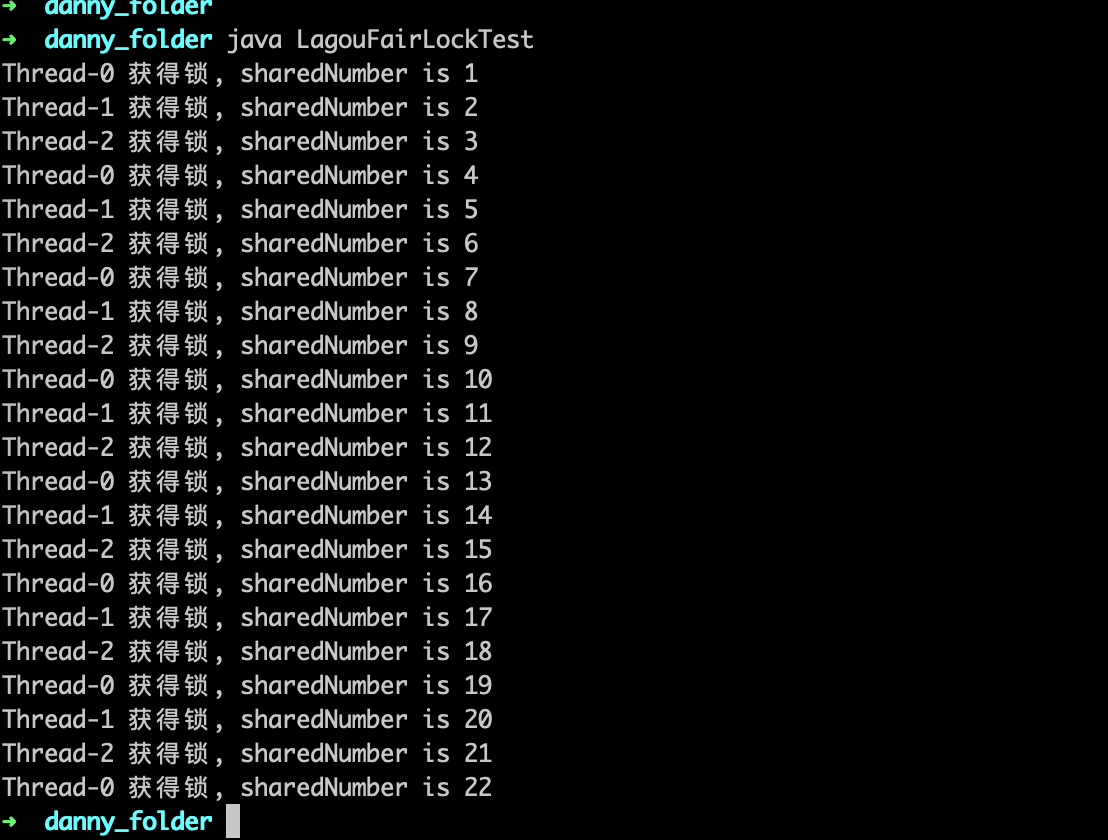 ➜ danny_folder
➜ danny_folder java LagouFairLockTest
Thread-0 获得锁, sharedNumber is 1
Thread-1 获得锁, sharedNumber is 2
Thread-2 获得锁, sharedNumber is 3
Thread-0 获得锁, sharedNumber is 4
Thread-1 获得锁, sharedNumber is 5
Thread-2 获得锁, sharedNumber is 6
Thread-0 获得锁, sharedNumber is 7
Thread-1 获得锁, sharedNumber is 8
Thread-2 获得锁, sharedNumber is 9
Thread-0 获得锁, sharedNumber is 10
Thread-1 获得锁, sharedNumber is 11
Thread-2 获得锁, sharedNumber is 12
Thread-0 获得锁, sharedNumber is 13
Thread-1 获得锁, sharedNumber is 14
Thread-2 获得锁, sharedNumber is 15
Thread-0 获得锁, sharedNumber is 16
Thread-1 获得锁, sharedNumber is 17
Thread-2 获得锁, sharedNumber is 18
Thread-0 获得锁, sharedNumber is 19
Thread-1 获得锁, sharedNumber is 20
Thread-2 获得锁, sharedNumber is 21
Thread-0 获得锁, sharedNumber is 22
➜ danny_folder